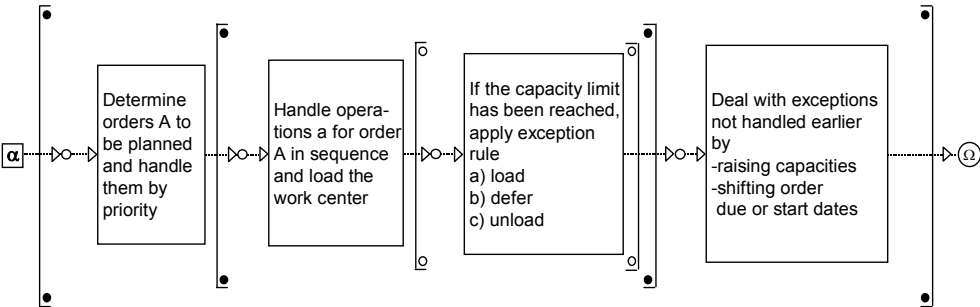 α
Determine
orders A to
be planned
and handle
them by
priority
Handle opera-
tions a for order
A in sequence
and load the
work center
If the capacity limit
has been reached,
apply exception
rule
a) load
b) defer
c) unload
Deal with exceptions
not handled earlier
by
-raising capacities
-shifting order
due or start dates
Ω